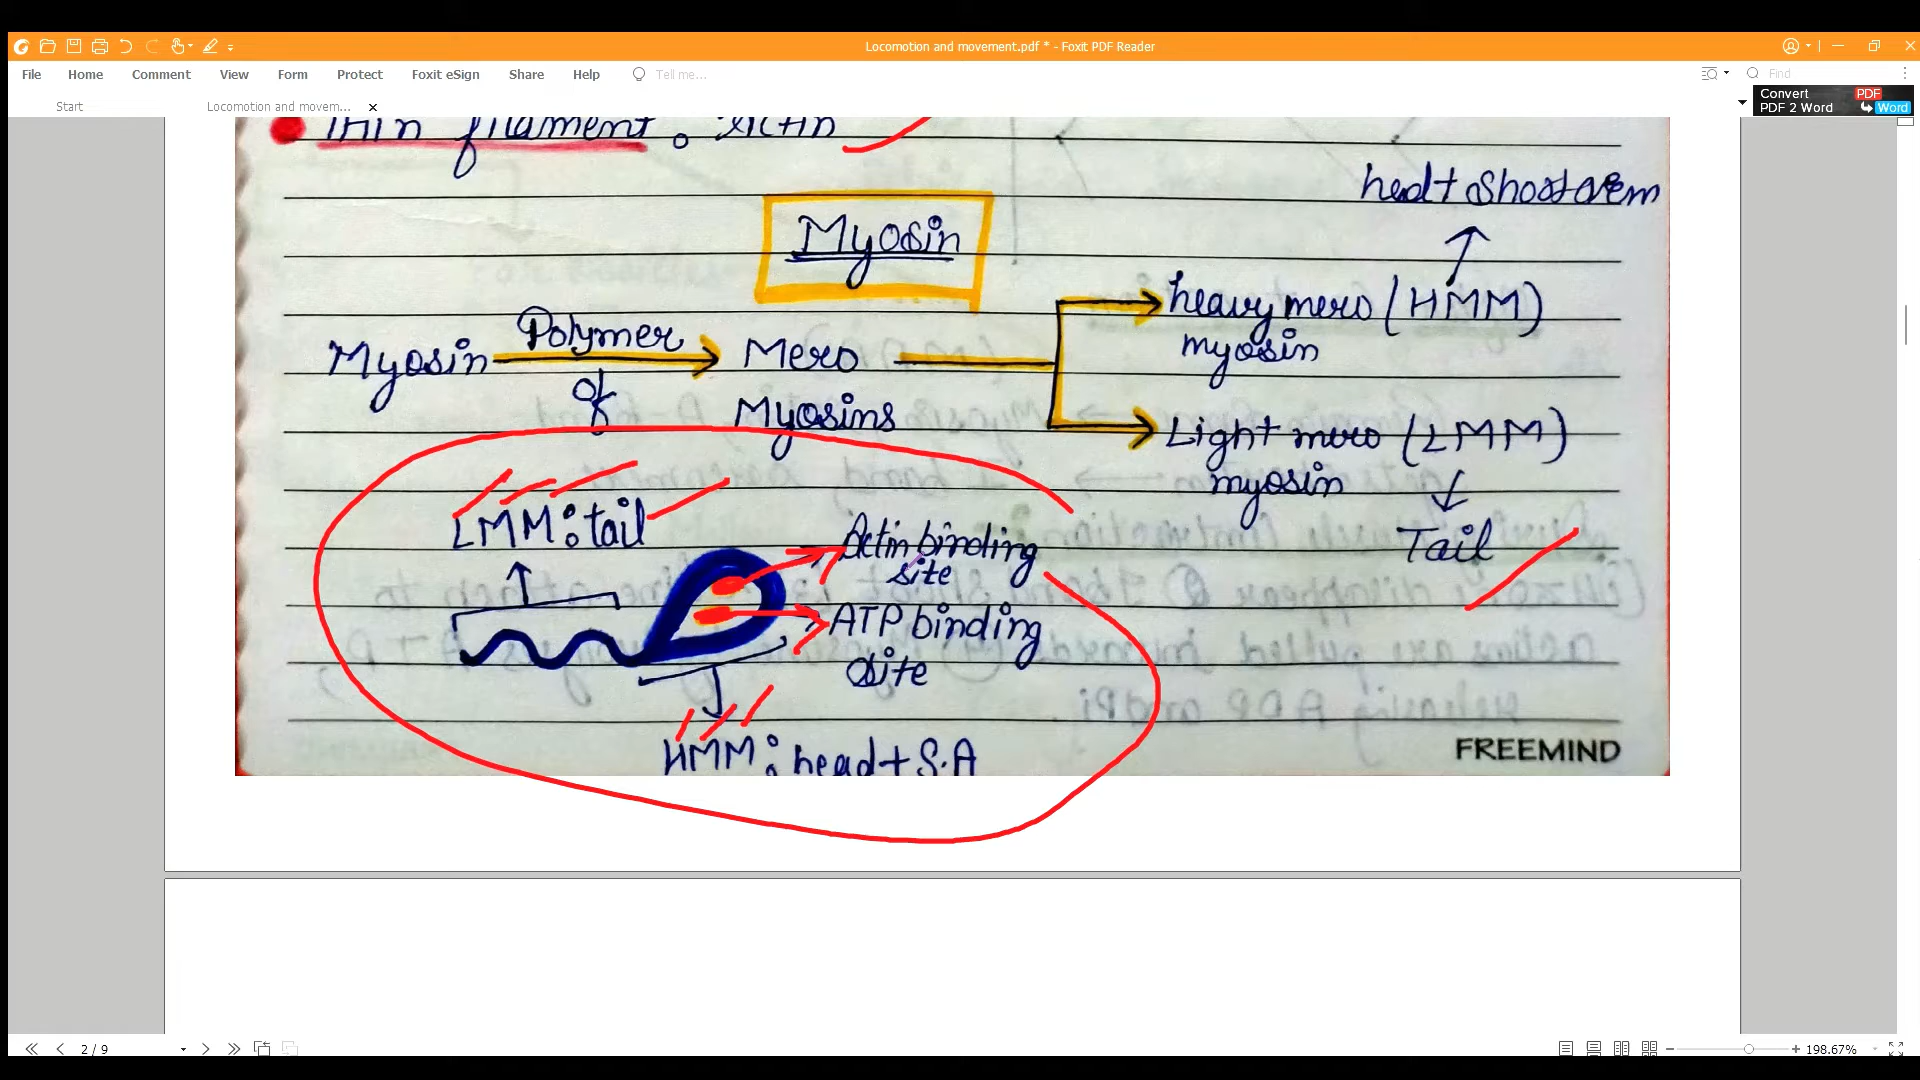 Locomotion and movement.pdf * - Foxit PDF Reader
File Home Comment View Form Protect Foxit eSign Share Help Tell me... Find
Start Locomotion and movem... ×
Convert PDF
PDF 2 Word Word
Thin filament: Actin
head + Short arm
Myosin
heavy mero (HMM)
myosin
Myosin Polymer of Mero
Myosins
Light mero (LMM)
myosin
Tail
LMM: tail
Actin binding
site
ATP binding
site
HMM: head + S.A
FREEMIND
2 / 9
198.67%